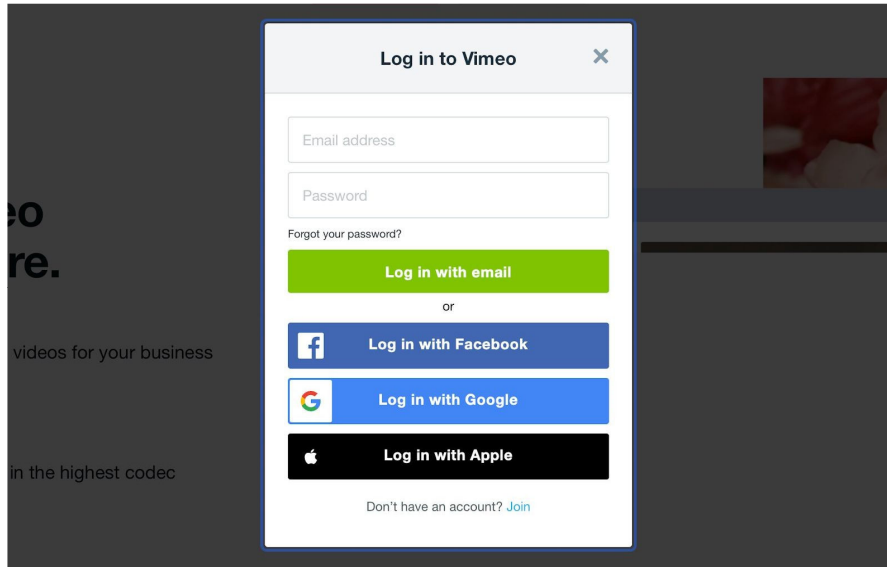 Log in to Vimeo
Email address
Password
Forgot your password?
Log in with email
or
Log in with Facebook
Log in with Google
Log in with Apple
Don't have an account? Join
eo
re.
videos for your business
in the highest codec